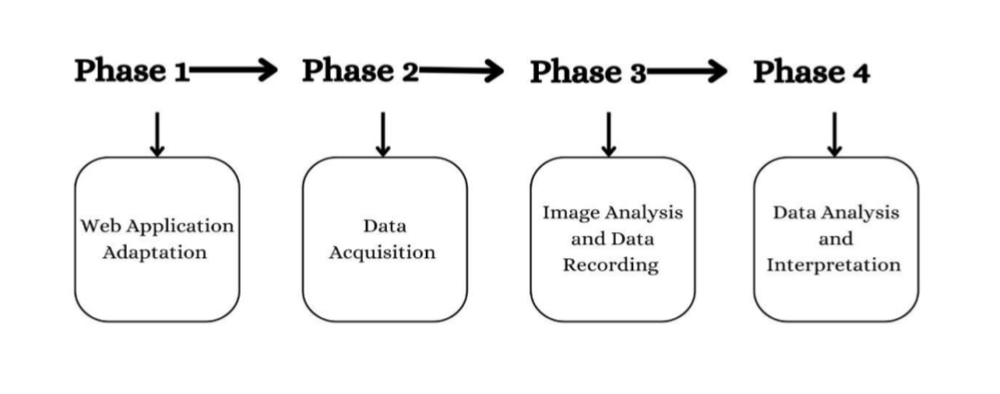 Phase 1 Phase 2 Phase 3 Phase 4
Web Application
Adaptation
Data
Acquisition
Image Analysis
and Data
Recording
Data Analysis
and
Interpretation